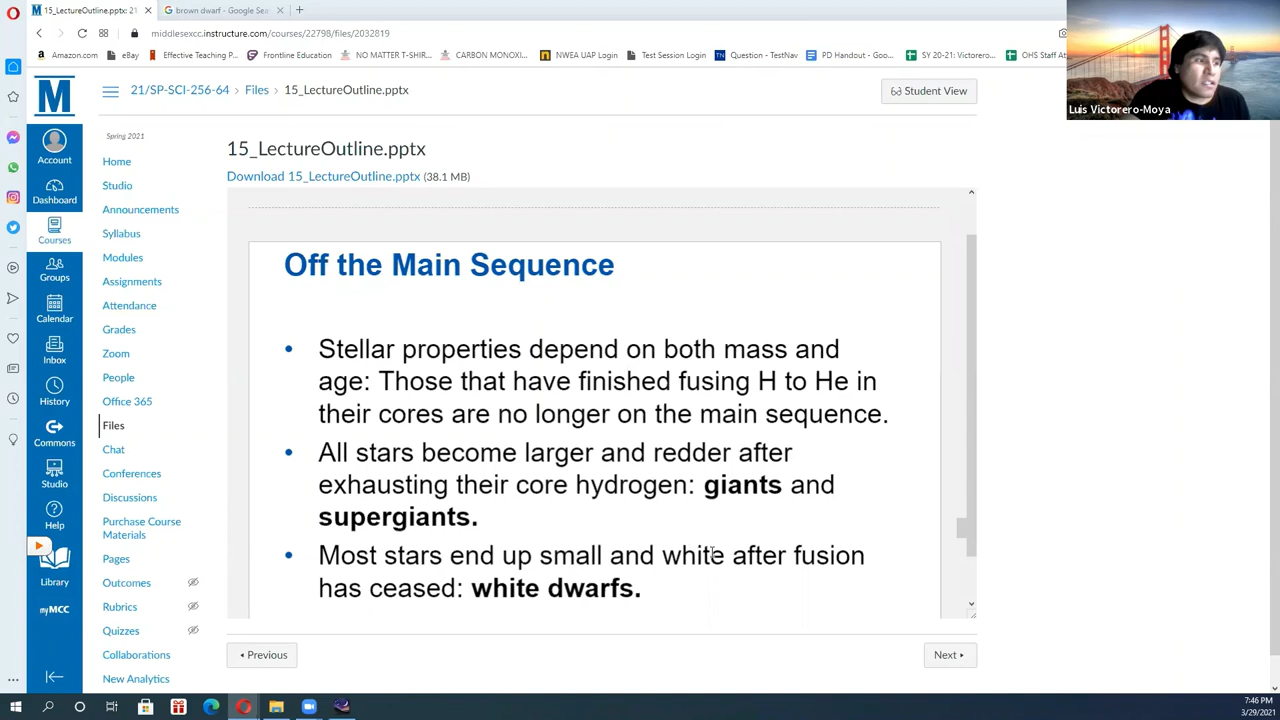 15_LectureOutline.pptx: 21
brown dwarf - Google Sea
middlesexcc.instructure.com/courses/22798/files/2032819
Amazon.com
eBay
Effective Teaching P...
Frontline Education
NO MATTER T-SHIR...
CARBON MONOXI...
NWEA UAP Login
Test Session Login
TN Question - TestNav
PD Handout - Goo...
SY 20-21: Victorero...
OHS Staff At
Luis Victorero-Moya
M
21/SP-SCI-256-64
Files
15_LectureOutline.pptx
Student View
Account
Dashboard
Courses
Groups
Calendar
Inbox
History
Commons
Studio
Help
Library
myMCC
Spring 2021
Home
Studio
Announcements
Syllabus
Modules
Assignments
Attendance
Grades
Zoom
People
Office 365
Files
Chat
Conferences
Discussions
Purchase Course
Materials
Pages
Outcomes
Rubrics
Quizzes
Collaborations
New Analytics
15_LectureOutline.pptx
Download 15_LectureOutline.pptx (38.1 MB)
Off the Main Sequence
• Stellar properties depend on both mass and
age: Those that have finished fusing H to He in
their cores are no longer on the main sequence.
• All stars become larger and redder after
exhausting their core hydrogen: giants and
supergiants.
• Most stars end up small and white after fusion
has ceased: white dwarfs.
Previous
Next
7:46 PM
3/29/2021